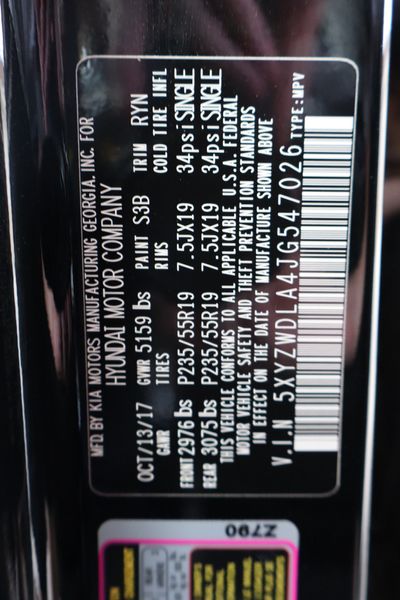 MFD BY KIA MOTORS MANUFACTURING GEORGIA, INC. FOR
HYUNDAI MOTOR COMPANY
OCT/13/17 GVWR 5159 lbs PAINT S3B TRIM RYN
GAWR TIRES RIMS COLD TIRE INFL
FRONT 2976 lbs P235/55R19 7.5JX19 34psi SINGLE
REAR 3075 lbs P235/55R19 7.5JX19 34psi SINGLE
THIS VEHICLE CONFORMS TO ALL APPLICABLE U.S.A. FEDERAL
MOTOR VEHICLE SAFETY AND THEFT PREVENTION STANDARDS
IN EFFECT ON THE DATE OF MANUFACTURE SHOWN ABOVE
V.I.N 5XYZWDLA4JG547026 TYPE:MPV
Z790